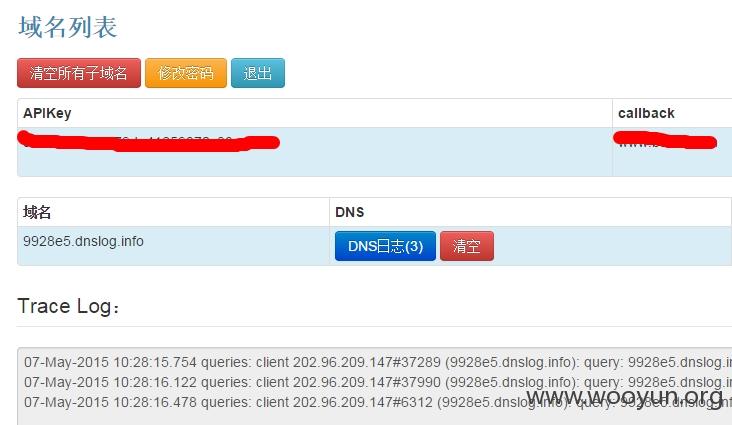 域名列表
清空所有子域名 修改密码 退出
APIKey callback
域名 DNS
9928e5.dnslog.info DNS日志(3) 清空
Trace Log:
07-May-2015 10:28:15.754 queries: client 202.96.209.147#37289 (9928e5.dnslog.info): query: 9928e5.dnslog.in
07-May-2015 10:28:16.122 queries: client 202.96.209.147#37990 (9928e5.dnslog.info): query: 9928e5.dnslog.in
07-May-2015 10:28:16.478 queries: client 202.96.209.147#6312 (9928e5.dnslog.info): query: 9928e5.dnslog.inf
www.wooyun.org